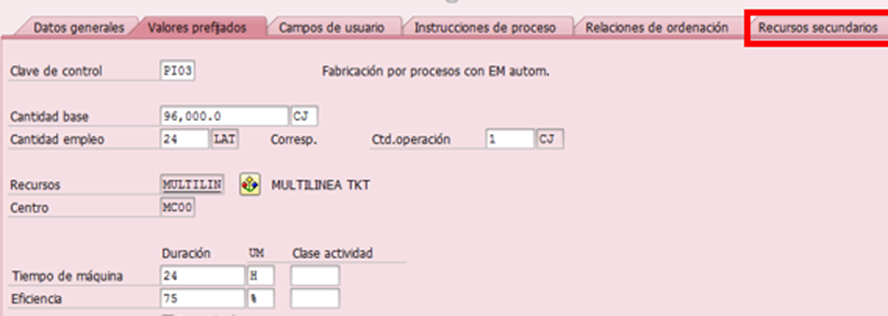 Datos generales Valores prefijados Campos de usuario Instrucciones de proceso Relaciones de ordenación Recursos secundarios
Clave de control PI03 Fabricación por procesos con EM autom.
Cantidad base 96,000.0 CJ
Cantidad empleo 24 LAT Corresp. Ctd.operación 1 CJ
Recursos MULTILIN MULTILINEA TKT
Centro MC00
Duración UM Clase actividad
Tiempo de máquina 24 H
Eficiencia 75 %